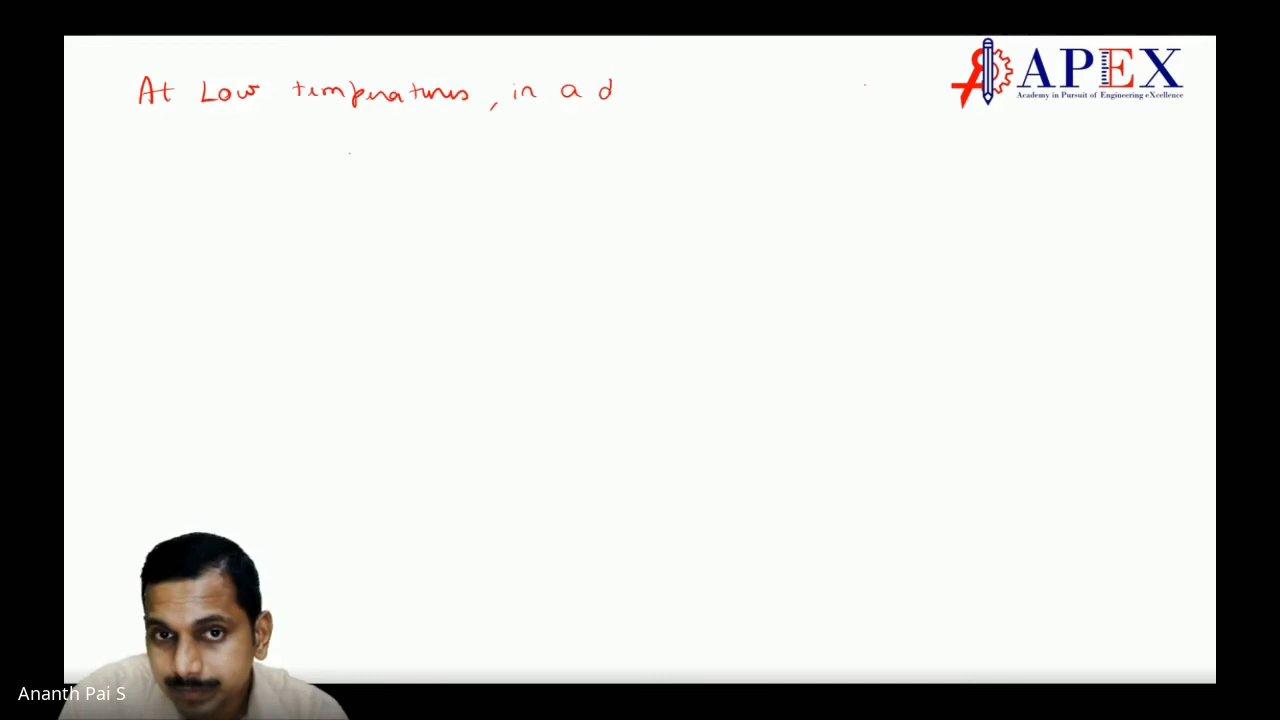 At Low temperatures, in a d
APEX
Academy in Pursuit of Engineering eXcellence
Ananth Pai S